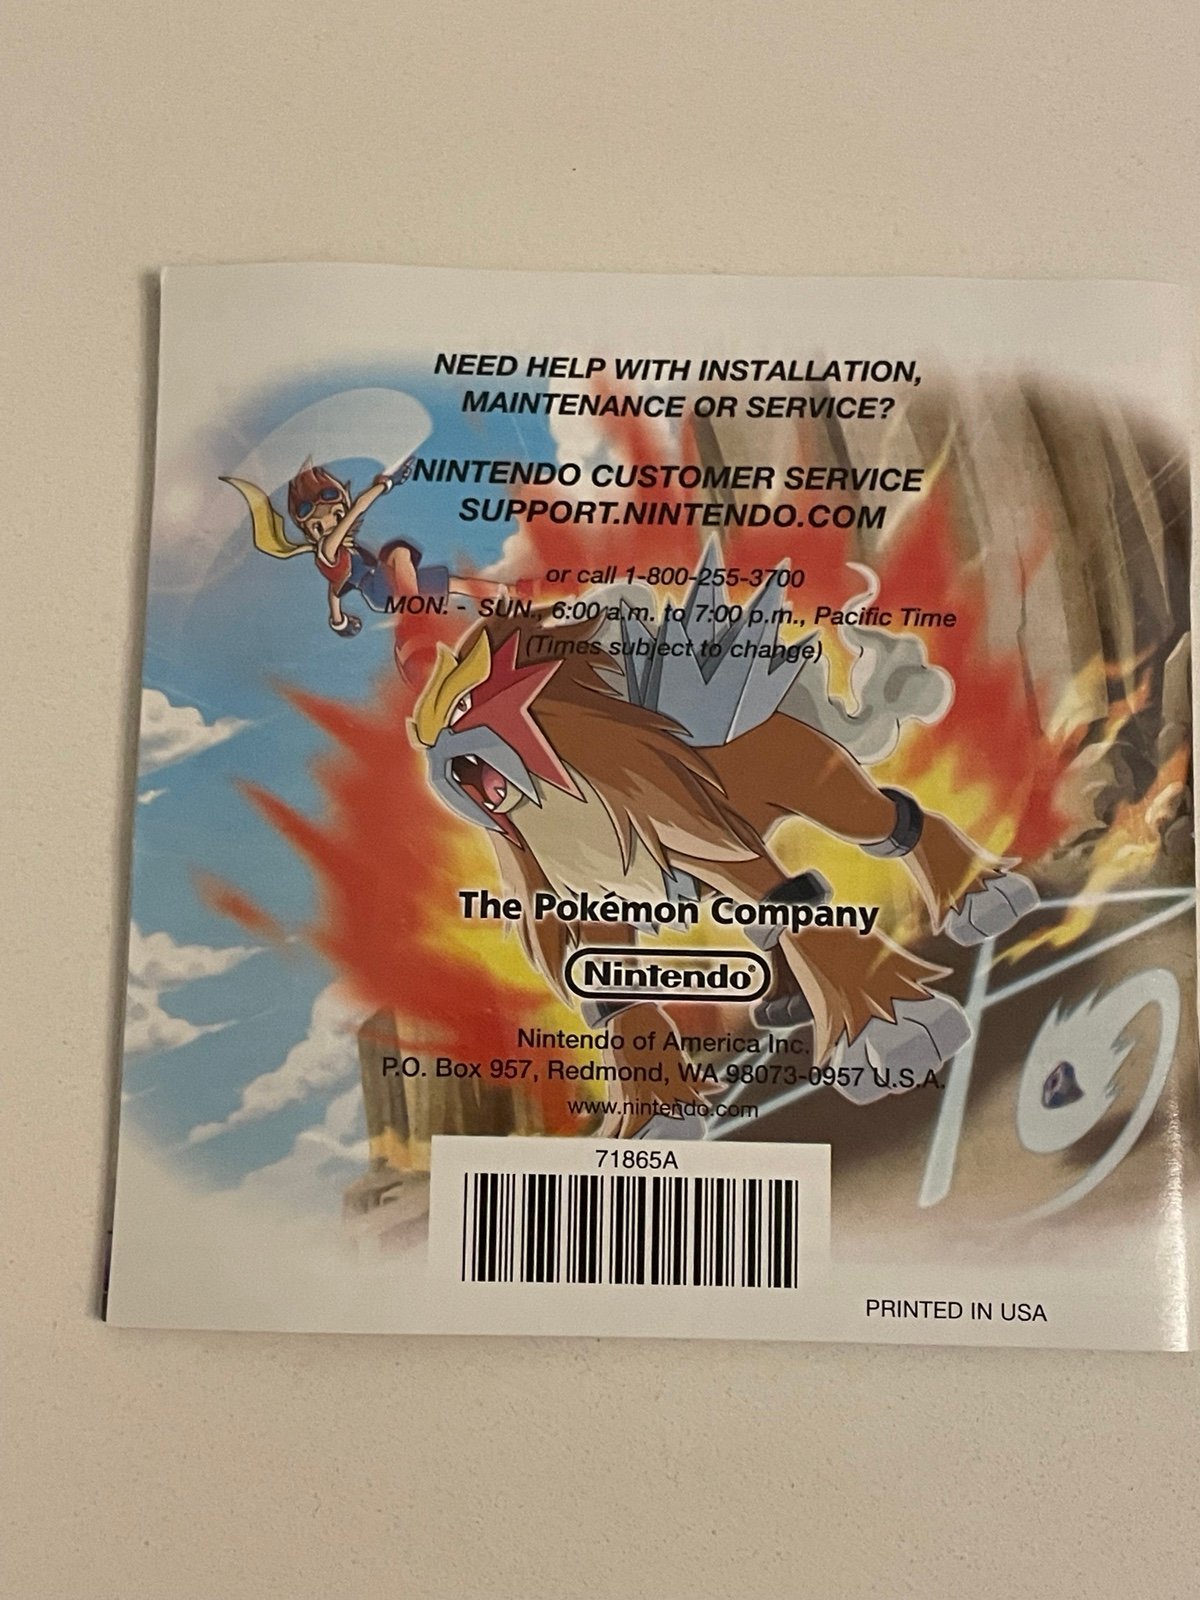 NEED HELP WITH INSTALLATION,
MAINTENANCE OR SERVICE?
NINTENDO CUSTOMER SERVICE
SUPPORT.NINTENDO.COM
or call 1-800-255-3700
MON. - SUN., 6:00 a.m. to 7:00 p.m., Pacific Time
(Times subject to change)
The Pokémon Company
Nintendo®
Nintendo of America Inc.
P.O. Box 957, Redmond, WA 98073-0957 U.S.A.
www.nintendo.com
71865A
PRINTED IN USA